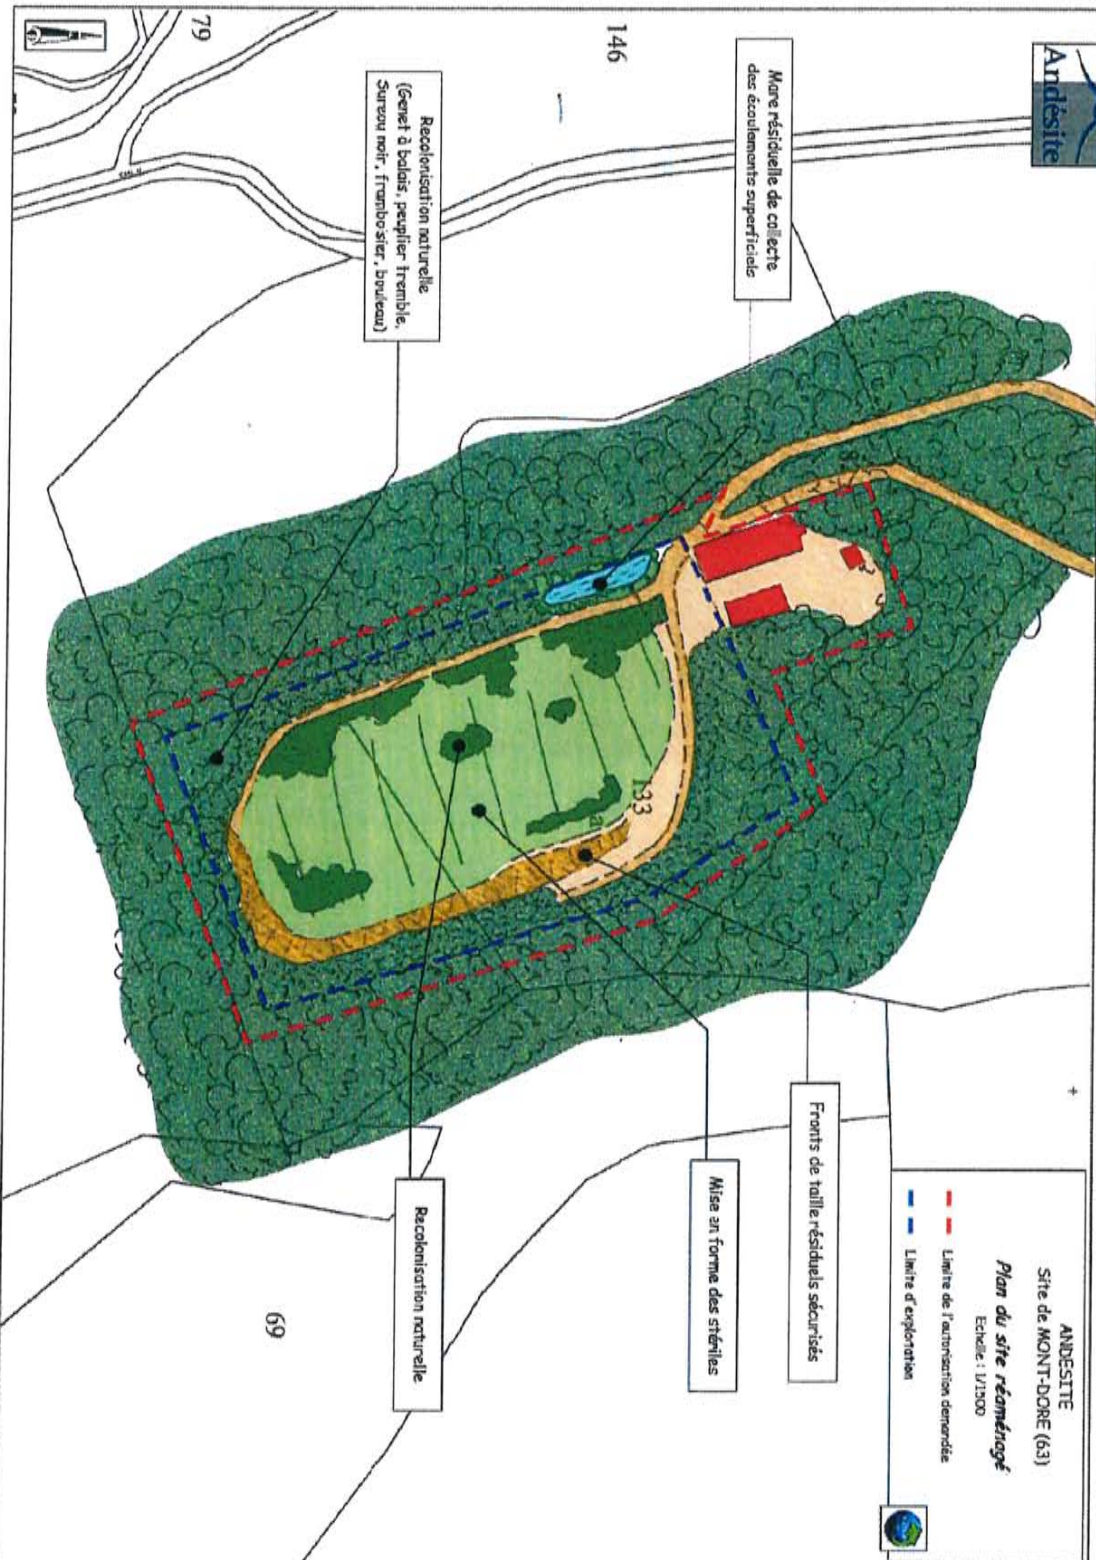 Andésite
ANDESITE
Site de MONT-DORE (63)
Plan du site réaménagé
Echelle : 1/1500
Limite de l'autorisation demandée
Limite d'exploitation
Mare résiduelle de collecte
des écoulements superficiels
Fronts de taille résiduels sécurisés
Mise en forme des stériles
146
133
Recolonisation naturelle
(Genet à balais, peuplier tremble,
Sureau noir, framboisier, bouleau)
Recolonisation naturelle
79
69